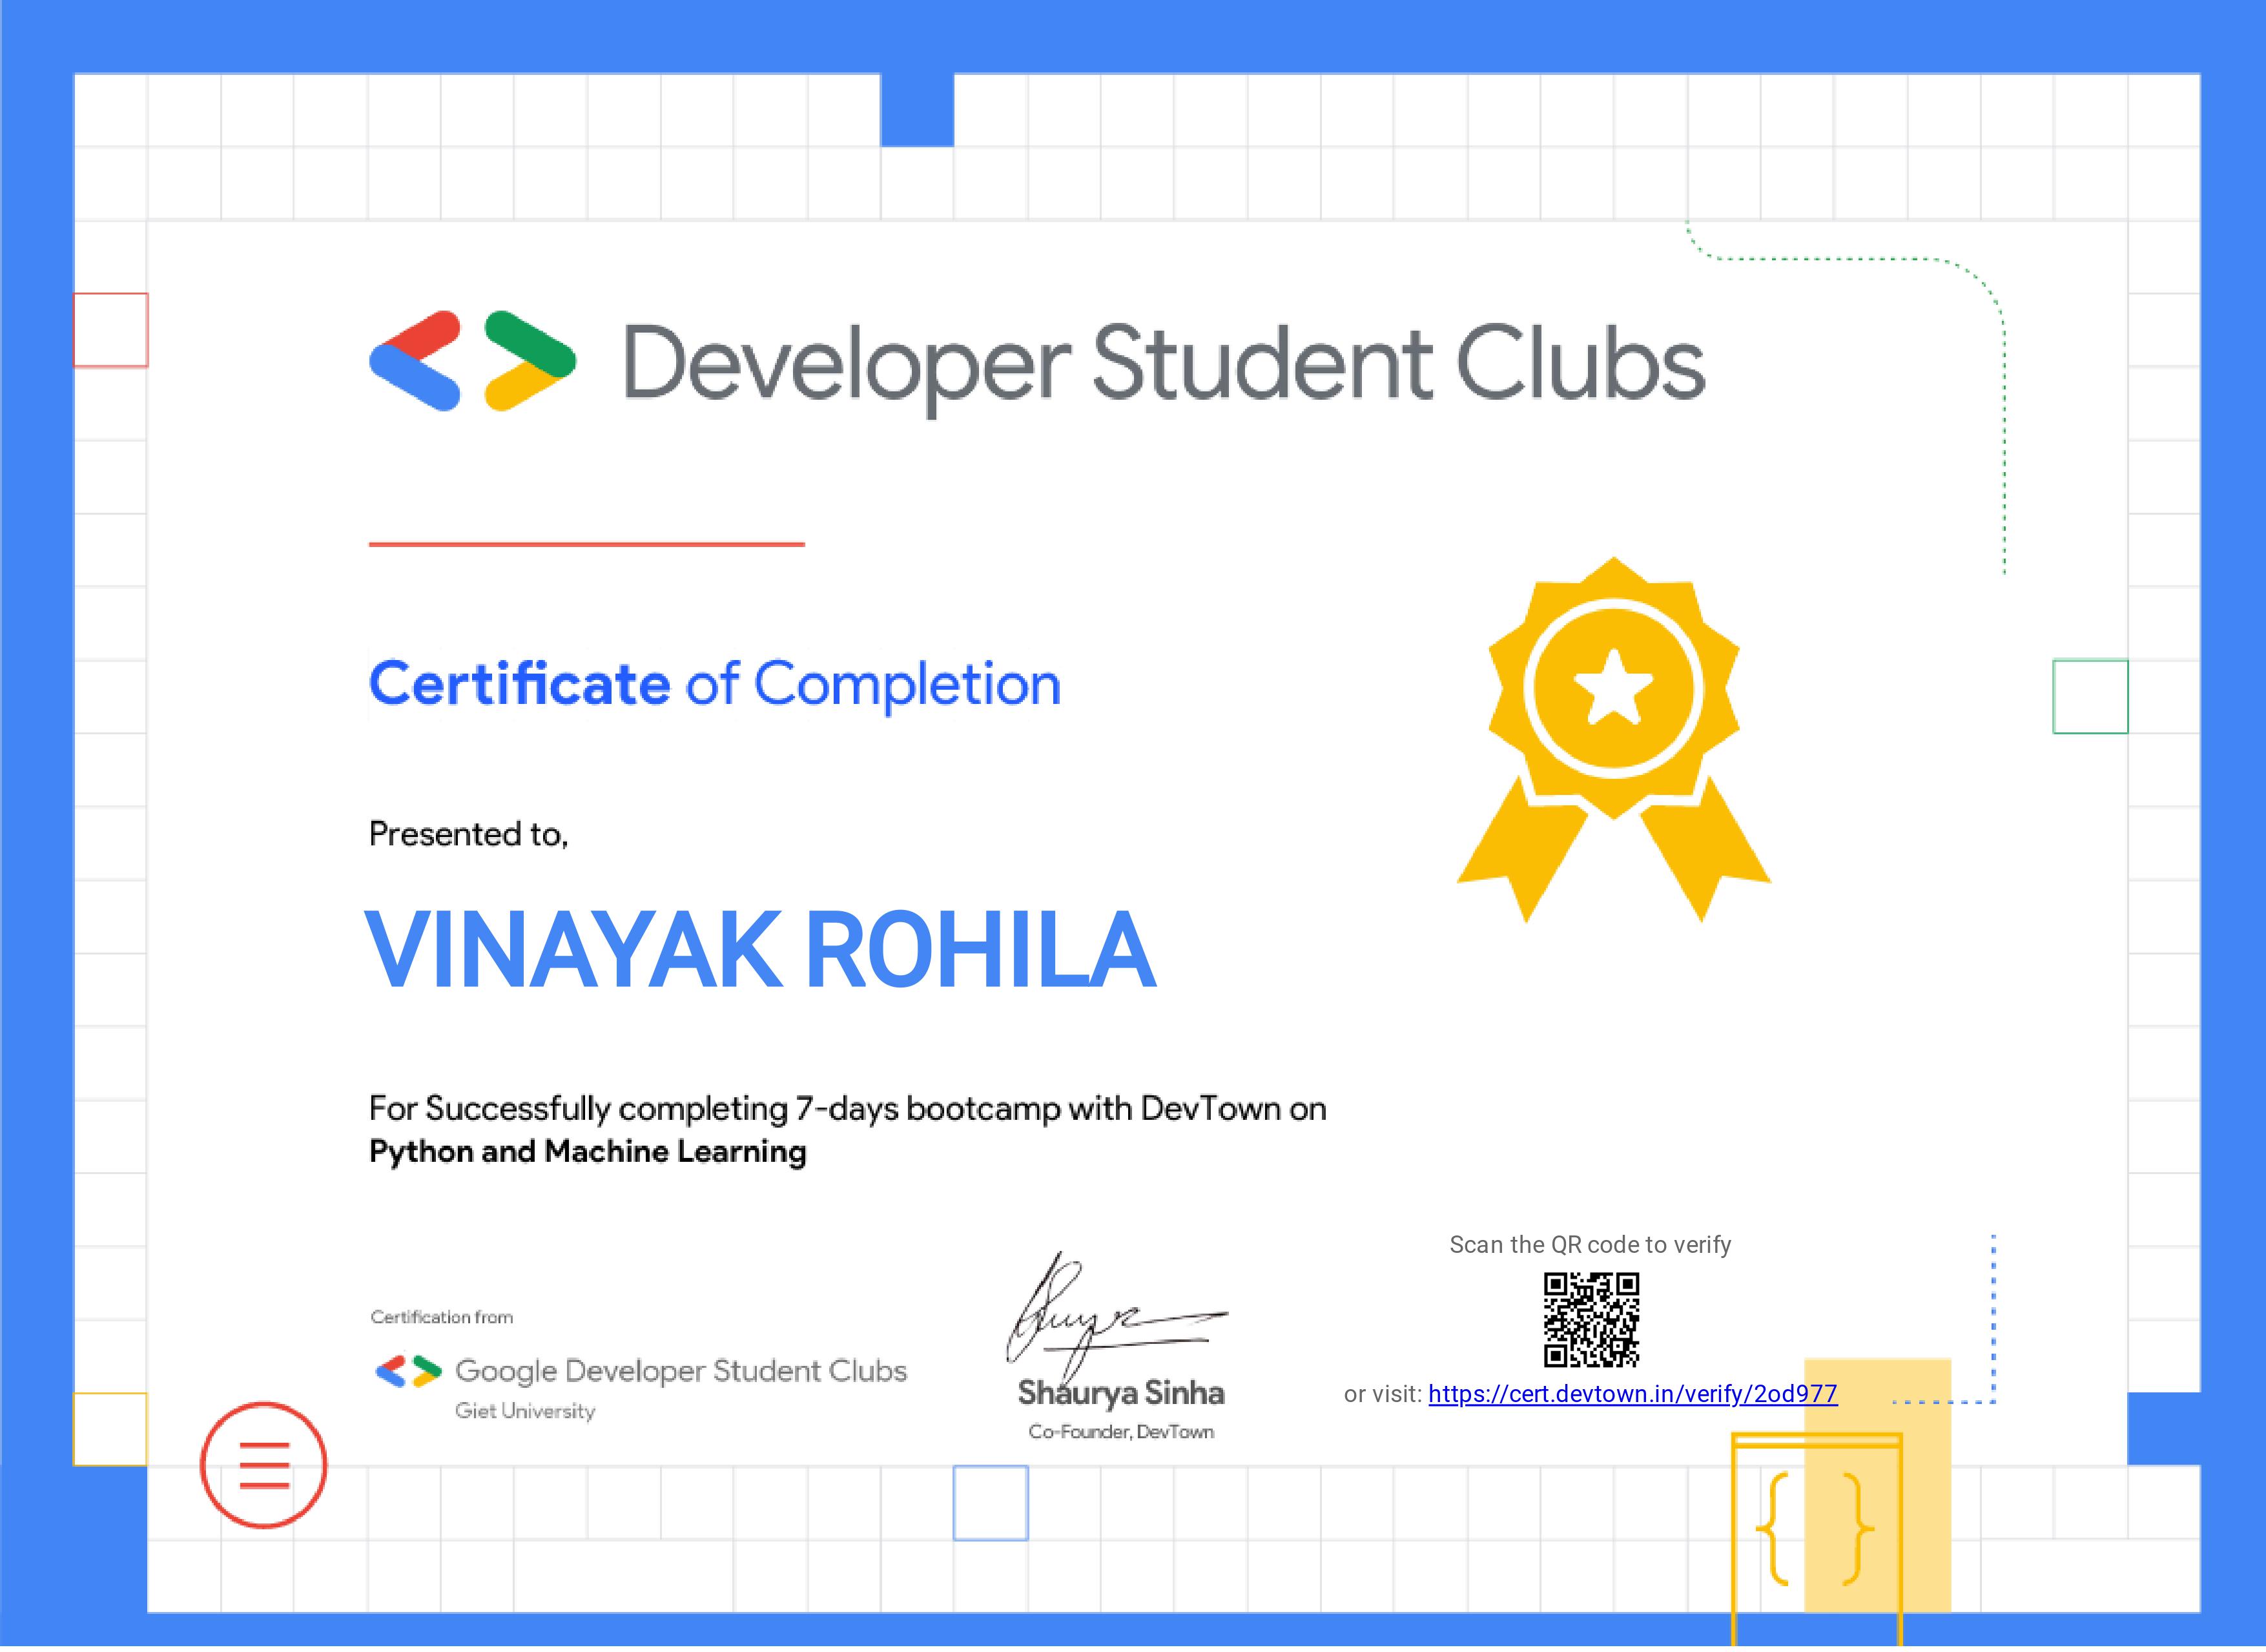 Developer Student Clubs
Certificate of Completion
Presented to,
VINAYAK ROHILA
For Successfully completing 7-days bootcamp with DevTown on
Python and Machine Learning
Certification from
Google Developer Student Clubs
Giet University
Shaurya Sinha
Co-Founder, DevTown
Scan the QR code to verify
or visit: https://cert.devtown.in/verify/2od977
{ }